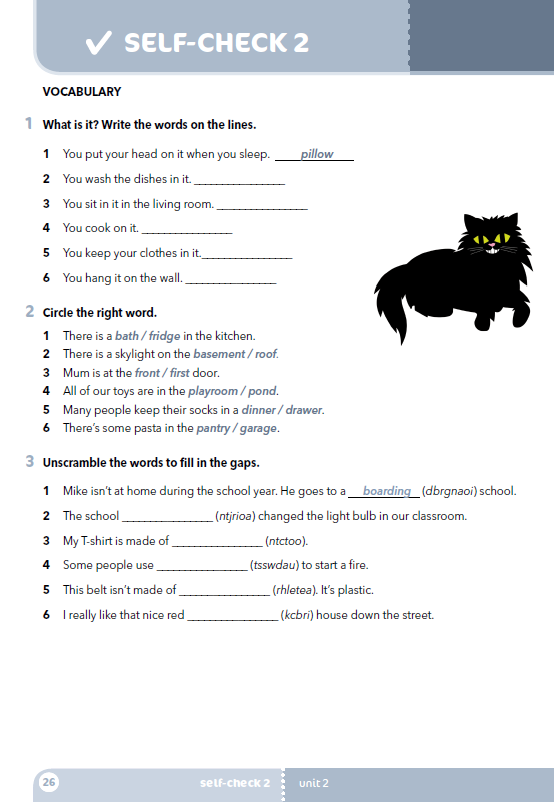 ✓ SELF-CHECK 2
VOCABULARY
1 What is it? Write the words on the lines.
1 You put your head on it when you sleep. pillow
2 You wash the dishes in it. _______________
3 You sit in it in the living room. _______________
4 You cook on it. _______________
5 You keep your clothes in it._______________
6 You hang it on the wall. _______________
2 Circle the right word.
1 There is a bath / fridge in the kitchen.
2 There is a skylight on the basement / roof.
3 Mum is at the front / first door.
4 All of our toys are in the playroom / pond.
5 Many people keep their socks in a dinner / drawer.
6 There's some pasta in the pantry / garage.
3 Unscramble the words to fill in the gaps.
1 Mike isn't at home during the school year. He goes to a boarding (dbrgnaoi) school.
2 The school _______________ (ntjrioa) changed the light bulb in our classroom.
3 My T-shirt is made of _______________ (ntctoo).
4 Some people use _______________ (tsswdau) to start a fire.
5 This belt isn't made of _______________ (rhletea). It's plastic.
6 I really like that nice red _______________ (kcbri) house down the street.
26 self-check 2 unit 2